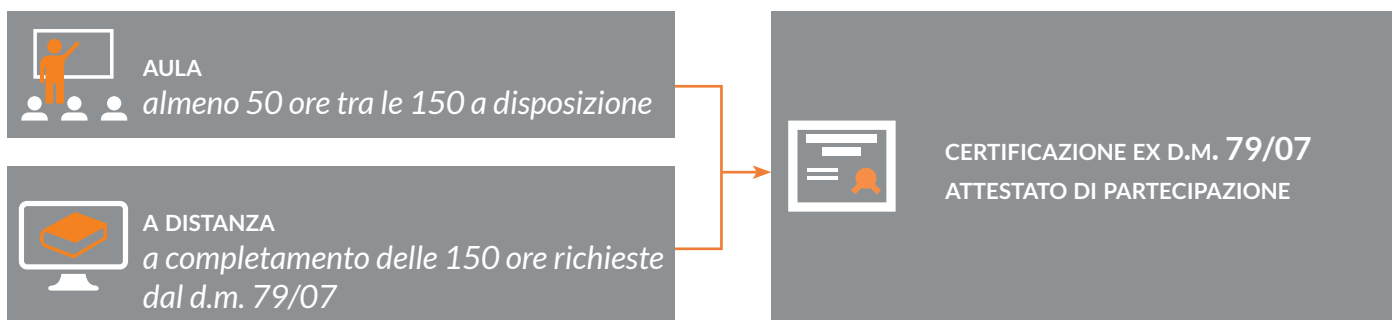 AULA
almeno 50 ore tra le 150 a disposizione
A DISTANZA
a completamento delle 150 ore richieste
dal d.m. 79/07
CERTIFICAZIONE EX D.M. 79/07
ATTESTATO DI PARTECIPAZIONE